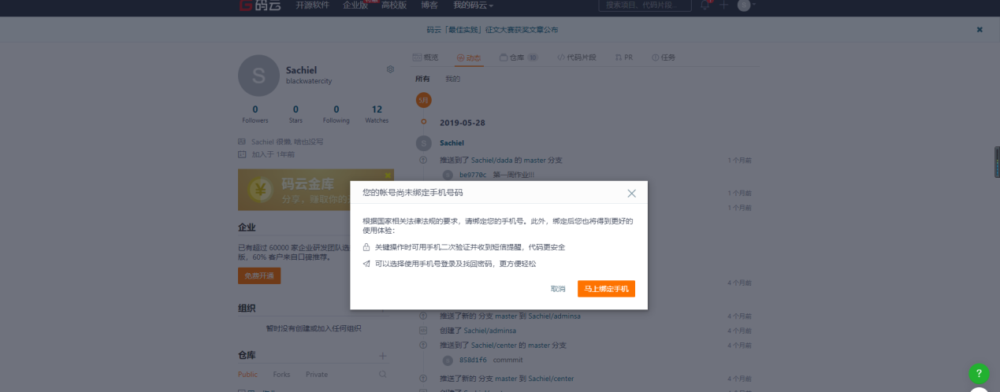 码云
开源软件
企业版
高校版
博客
我的码云
搜索项目、代码片段...
码云「最佳实践」征文大赛获奖文章公布
S
Sachiel
blackwatercity
0
Followers
0
Stars
0
Following
12
Watches
Sachiel 很懒, 啥也没写
加入于 1年前
码云金库
分享，赚取你的
企业
已有超过 60000 家企业研发团队选
版，60% 客户来自口碑推荐。
免费开通
组织
暂时没有创建或加入任何组织
仓库
Public
Forks
Private
概览
动态
仓库 10
代码片段
PR
任务
所有
我的
5月
2019-05-28
S
Sachiel
推送到了 Sachiel/dada 的 master 分支
1 个月前
S
be9770c 第一周作业!!!
1 个月前
1 个月前
您的帐号尚未绑定手机号码
根据国家相关法律法规的要求，请绑定您的手机号。此外，绑定后您也将得到更好的
使用体验：
关键操作时可用手机二次验证并收到短信提醒，代码更安全
可以选择使用手机号登录及找回密码，更方便轻松
取消
马上绑定手机
4 个月前
推送了新的 分支 master 到 Sachiel/adminsa
4 个月前
创建了 Sachiel/adminsa
4 个月前
推送到了 Sachiel/center 的 master 分支
4 个月前
858d1f6 commmit
推送了新的 分支 master 到 Sachiel/center
4 个月前
4 个月前
?